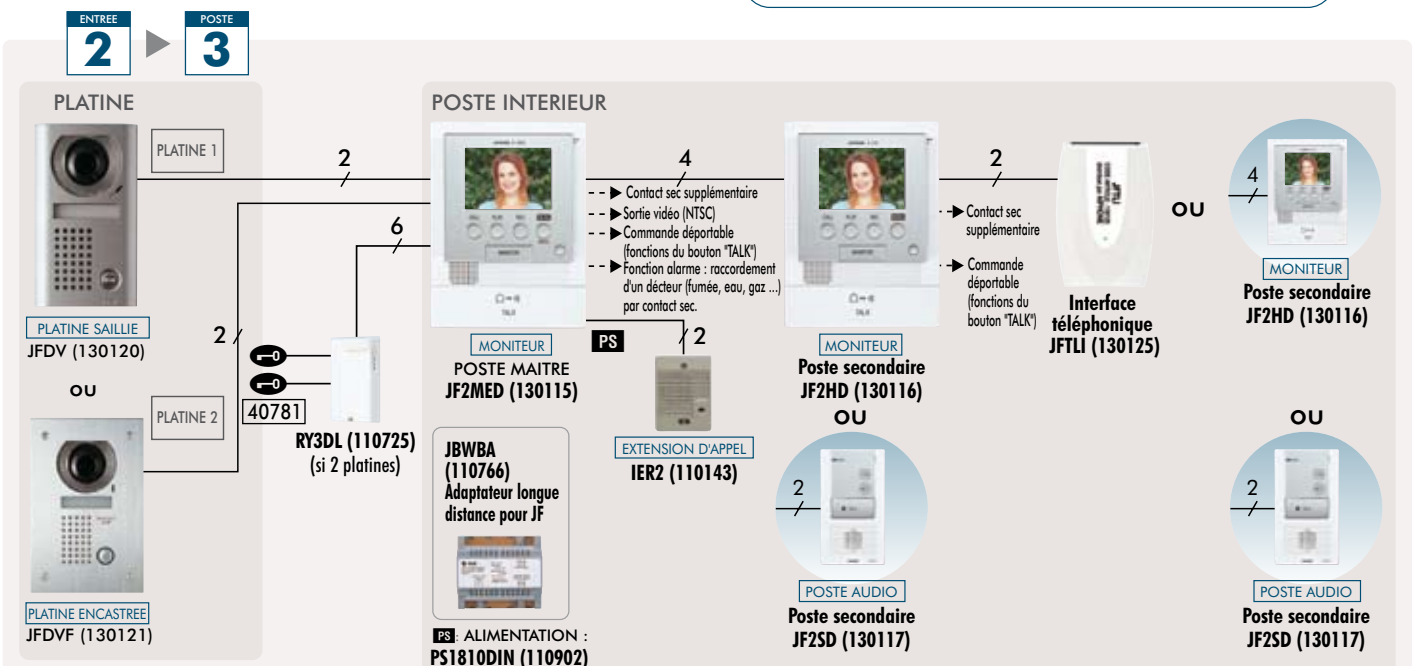 ENTREE
2
POSTE
3
PLATINE
PLATINE 1
PLATINE SAILLIE
JFDV (130120)
OU
PLATINE 2
PLATINE ENCASTREE
JFDVF (130121)
2
2
6
40781
RY3DL (110725)
(si 2 platines)
POSTE INTERIEUR
MONITEUR
POSTE MAITRE
JF2MED (130115)
PS
4
Contact sec supplémentaire
Sortie vidéo (NTSC)
Commande déportable
(fonctions du bouton "TALK")
Fonction alarme : raccordement
d'un décteur (fumée, eau, gaz ...)
par contact sec.
2
EXTENSION D'APPEL
IER2 (110143)
JBWBA
(110766)
Adaptateur longue
distance pour JF
PS: ALIMENTATION :
PS1810DIN (110902)
TALK
TALK
MONITEUR
Poste secondaire
JF2HD (130116)
OU
2
POSTE AUDIO
Poste secondaire
JF2SD (130117)
2
Contact sec
supplémentaire
Commande
déportable
(fonctions du
bouton "TALK")
JFTLI
Interface
téléphonique
JFTLI (130125)
OU
4
MONITEUR
Poste secondaire
JF2HD (130116)
OU
2
POSTE AUDIO
Poste secondaire
JF2SD (130117)